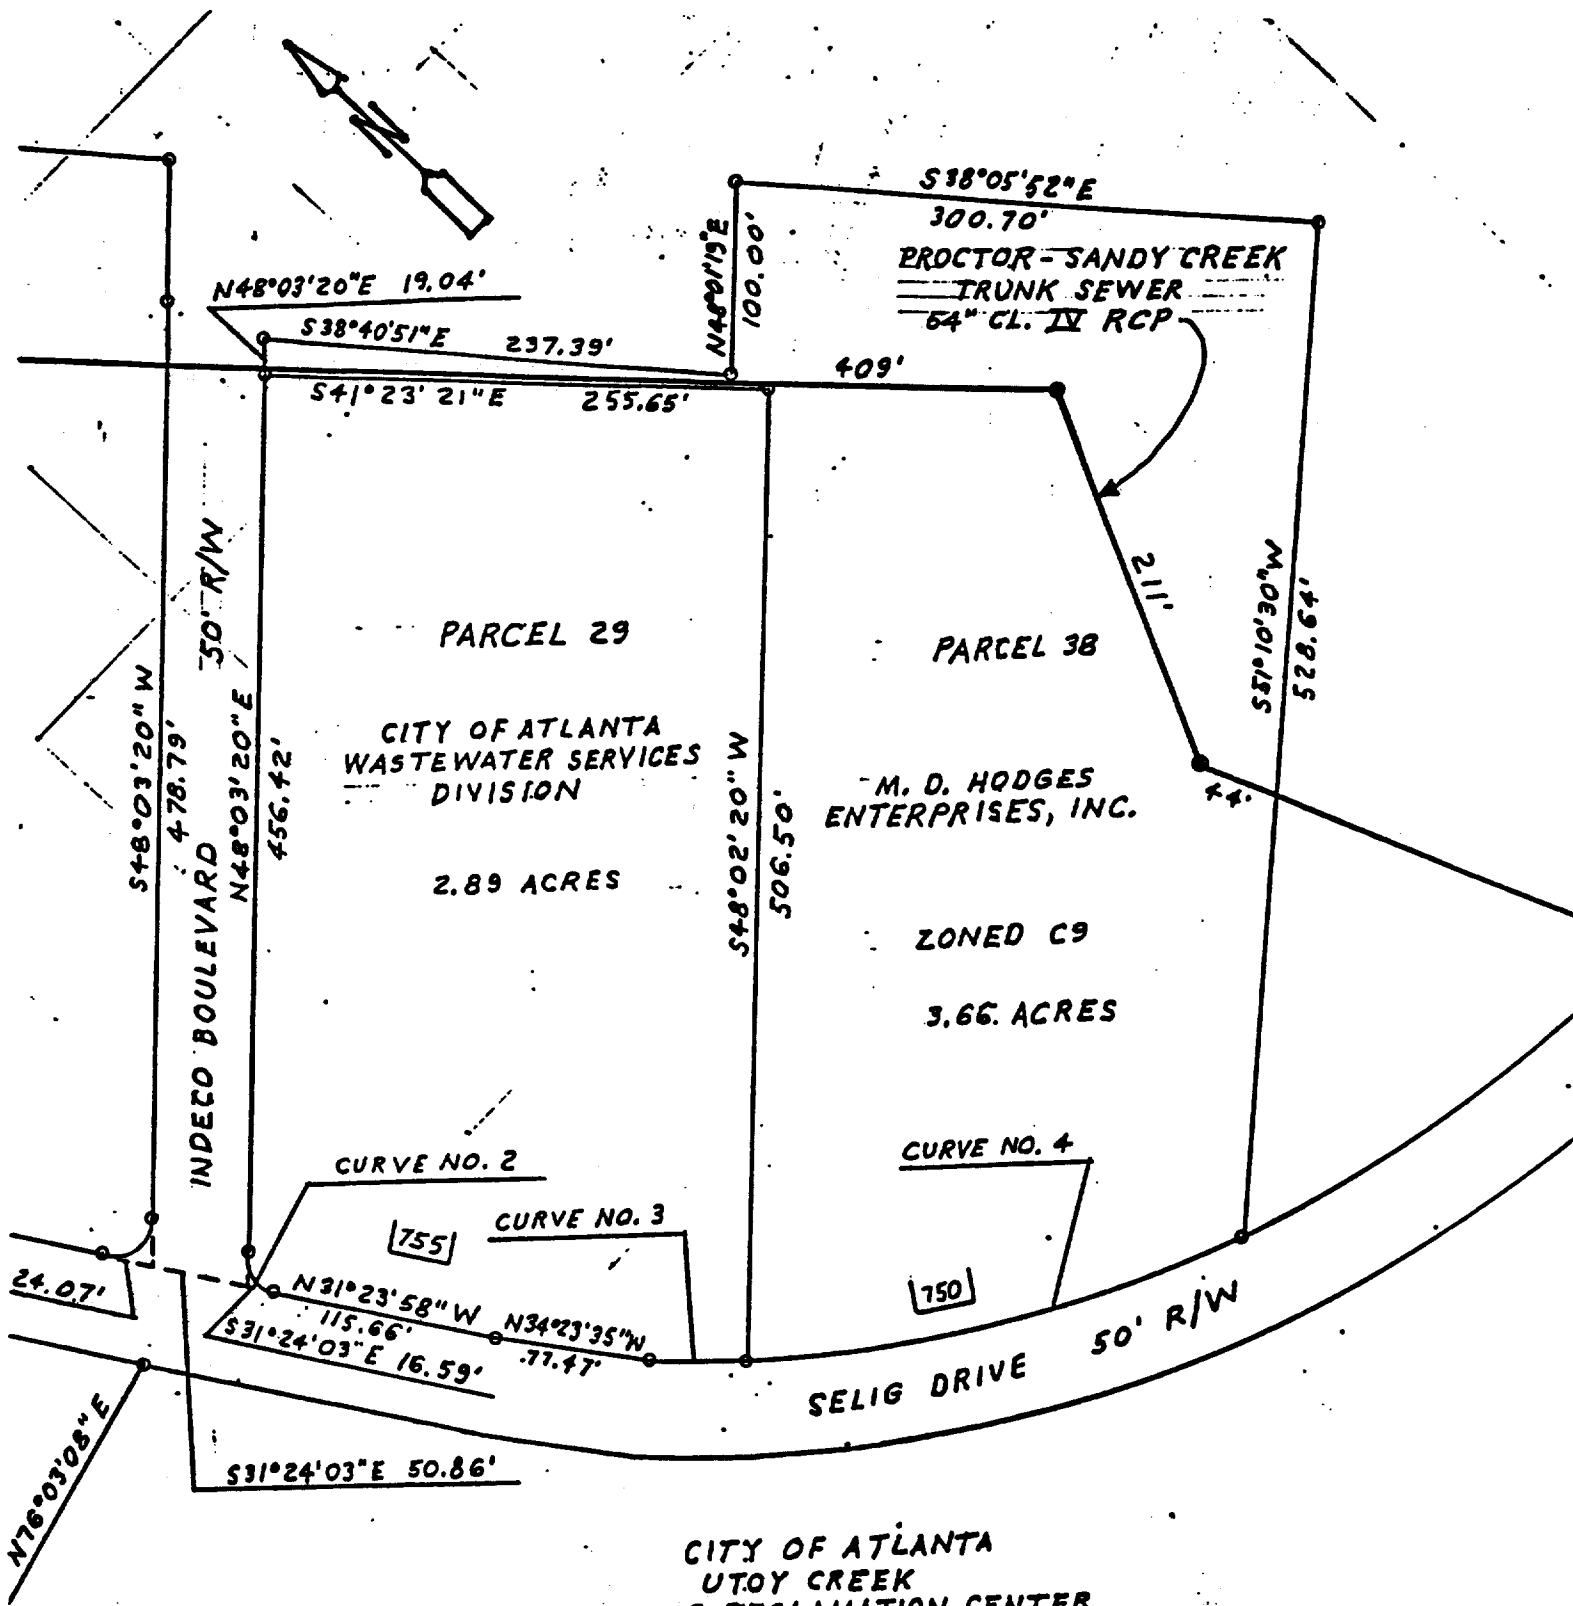 N
S38°05'52"E
300.70'
N48°01'19"E
100.00'
PROCTOR-SANDY CREEK
TRUNK SEWER
54" CL. IV RCP
N48°03'20"E 19.04'
S38°40'51"E 237.39'
S41°23'21"E 255.65'
409'
211'
S51°10'30"W
528.64'
44'
50' R/W
INDECO BOULEVARD
S48°03'20"W
478.79'
N48°03'20"E
456.42'
PARCEL 29
CITY OF ATLANTA
WASTEWATER SERVICES
DIVISION
2.89 ACRES
S48°02'20"W
506.50'
PARCEL 38
M. D. HODGES
ENTERPRISES, INC.
ZONED C9
3.66 ACRES
CURVE NO. 2
CURVE NO. 3
CURVE NO. 4
755
750
24.07'
N31°23'58"W
115.66'
N34°23'35"W
77.47'
S31°24'03"E 16.59'
S31°24'03"E 50.86'
SELIG DRIVE 50' R/W
N76°03'08"E
CITY OF ATLANTA
UTOY CREEK
RECLAMATION CENTER